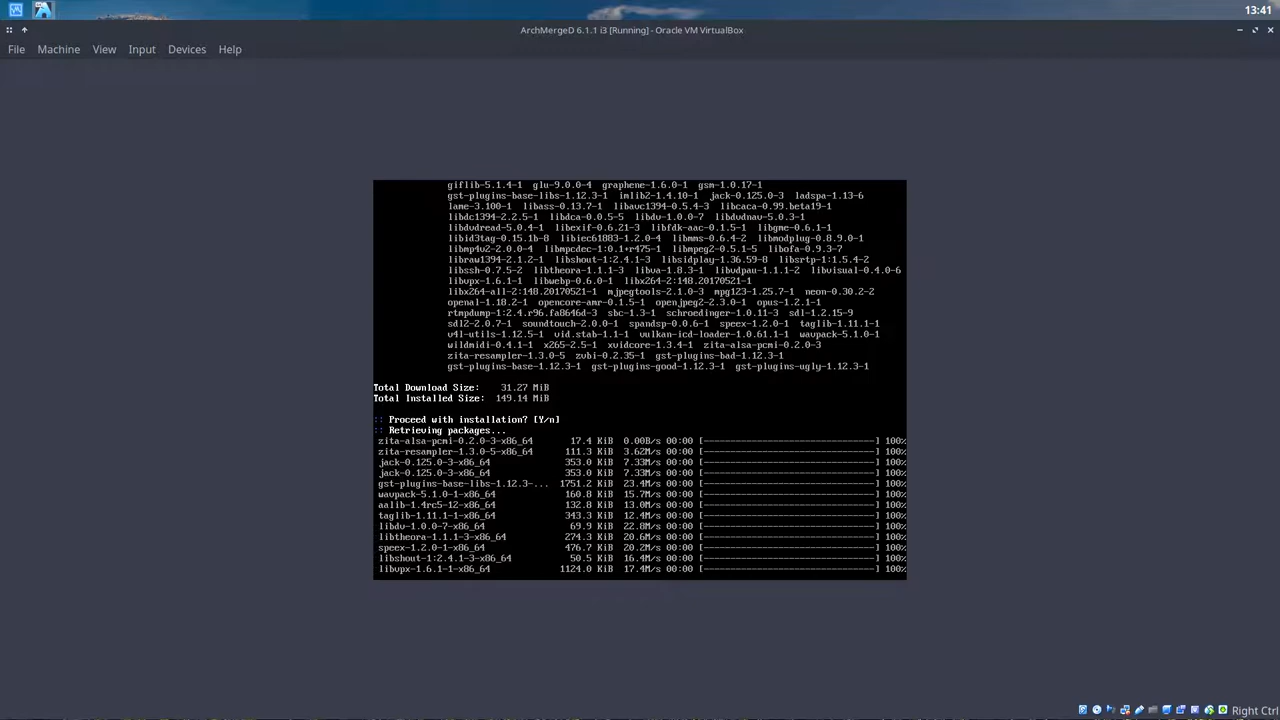 13:41
ArchMergeD 6.1.1 i3 [Running] - Oracle VM VirtualBox
File Machine View Input Devices Help
giflib-5.1.4-1 glu-9.0.0-4 graphene-1.6.0-1 gsm-1.0.17-1
gst-plugins-base-libs-1.12.3-1 imlib2-1.4.10-1 jack-0.125.0-3 ladspa-1.13-6
lame-3.100-1 libass-0.13.7-1 libavc1394-0.5.4-3 libcaca-0.99.beta19-1
libdc1394-2.2.5-1 libdca-0.0.5-5 libdv-1.0.0-7 libdvdnav-5.0.3-1
libdvdread-5.0.4-1 libexif-0.6.21-3 libfdk-aac-0.1.5-1 libgme-0.6.1-1
libid3tag-0.15.1b-8 libiec61883-1.2.0-4 libmms-0.6.4-2 libmodplug-0.8.9.0-1
libmp4v2-2.0.0-4 libmpcdec-1:0.1+r475-1 libmpeg2-0.5.1-5 libofa-0.9.3-7
libraw1394-2.1.2-1 libshout-1:2.4.1-3 libsidplay-1.36.59-8 libsrtp-1:1.5.4-2
libssh-0.7.5-2 libtheora-1.1.1-3 libva-1.8.3-1 libvdpau-1.1.1-2 libvisual-0.4.0-6
libvpx-1.6.1-1 libwebp-0.6.0-1 libx264-2:148.20170521-1
libx264-all-2:148.20170521-1 mjpegtools-2.1.0-3 mpg123-1.25.7-1 neon-0.30.2-2
openal-1.18.2-1 opencore-amr-0.1.5-1 openjpeg2-2.3.0-1 opus-1.2.1-1
rtmpdump-1:2.4.r96.fa8646d-3 sbc-1.3-1 schroedinger-1.0.11-3 sdl-1.2.15-9
sdl2-2.0.7-1 soundtouch-2.0.0-1 spandsp-0.0.6-1 speex-1.2.0-1 taglib-1.11.1-1
v4l-utils-1.12.5-1 vid.stab-1.1-1 vulkan-icd-loader-1.0.61.1-1 wavpack-5.1.0-1
wildmidi-0.4.1-1 x265-2.5-1 xvidcore-1.3.4-1 zita-alsa-pcmi-0.2.0-3
zita-resampler-1.3.0-5 zvbi-0.2.35-1 gst-plugins-bad-1.12.3-1
gst-plugins-base-1.12.3-1 gst-plugins-good-1.12.3-1 gst-plugins-ugly-1.12.3-1
Total Download Size: 31.27 MiB
Total Installed Size: 149.14 MiB
:: Proceed with installation? [Y/n]
:: Retrieving packages...
zita-alsa-pcmi-0.2.0-3-x86_64 17.4 KiB 0.00B/s 00:00 [----------------------------------] 100%
zita-resampler-1.3.0-5-x86_64 111.3 KiB 3.62M/s 00:00 [----------------------------------] 100%
jack-0.125.0-3-x86_64 353.0 KiB 7.33M/s 00:00 [----------------------------------] 100%
jack-0.125.0-3-x86_64 353.0 KiB 7.33M/s 00:00 [----------------------------------] 100%
gst-plugins-base-libs-1.12.3-... 1751.2 KiB 23.4M/s 00:00 [----------------------------------] 100%
wavpack-5.1.0-1-x86_64 160.8 KiB 15.7M/s 00:00 [----------------------------------] 100%
aalib-1.4rc5-12-x86_64 132.8 KiB 13.0M/s 00:00 [----------------------------------] 100%
taglib-1.11.1-1-x86_64 343.3 KiB 12.4M/s 00:00 [----------------------------------] 100%
libdv-1.0.0-7-x86_64 69.9 KiB 22.8M/s 00:00 [----------------------------------] 100%
libtheora-1.1.1-3-x86_64 274.3 KiB 20.6M/s 00:00 [----------------------------------] 100%
speex-1.2.0-1-x86_64 476.7 KiB 20.2M/s 00:00 [----------------------------------] 100%
libshout-1:2.4.1-3-x86_64 50.5 KiB 16.4M/s 00:00 [----------------------------------] 100%
libvpx-1.6.1-1-x86_64 1124.0 KiB 17.4M/s 00:00 [----------------------------------] 100%
Right Ctrl